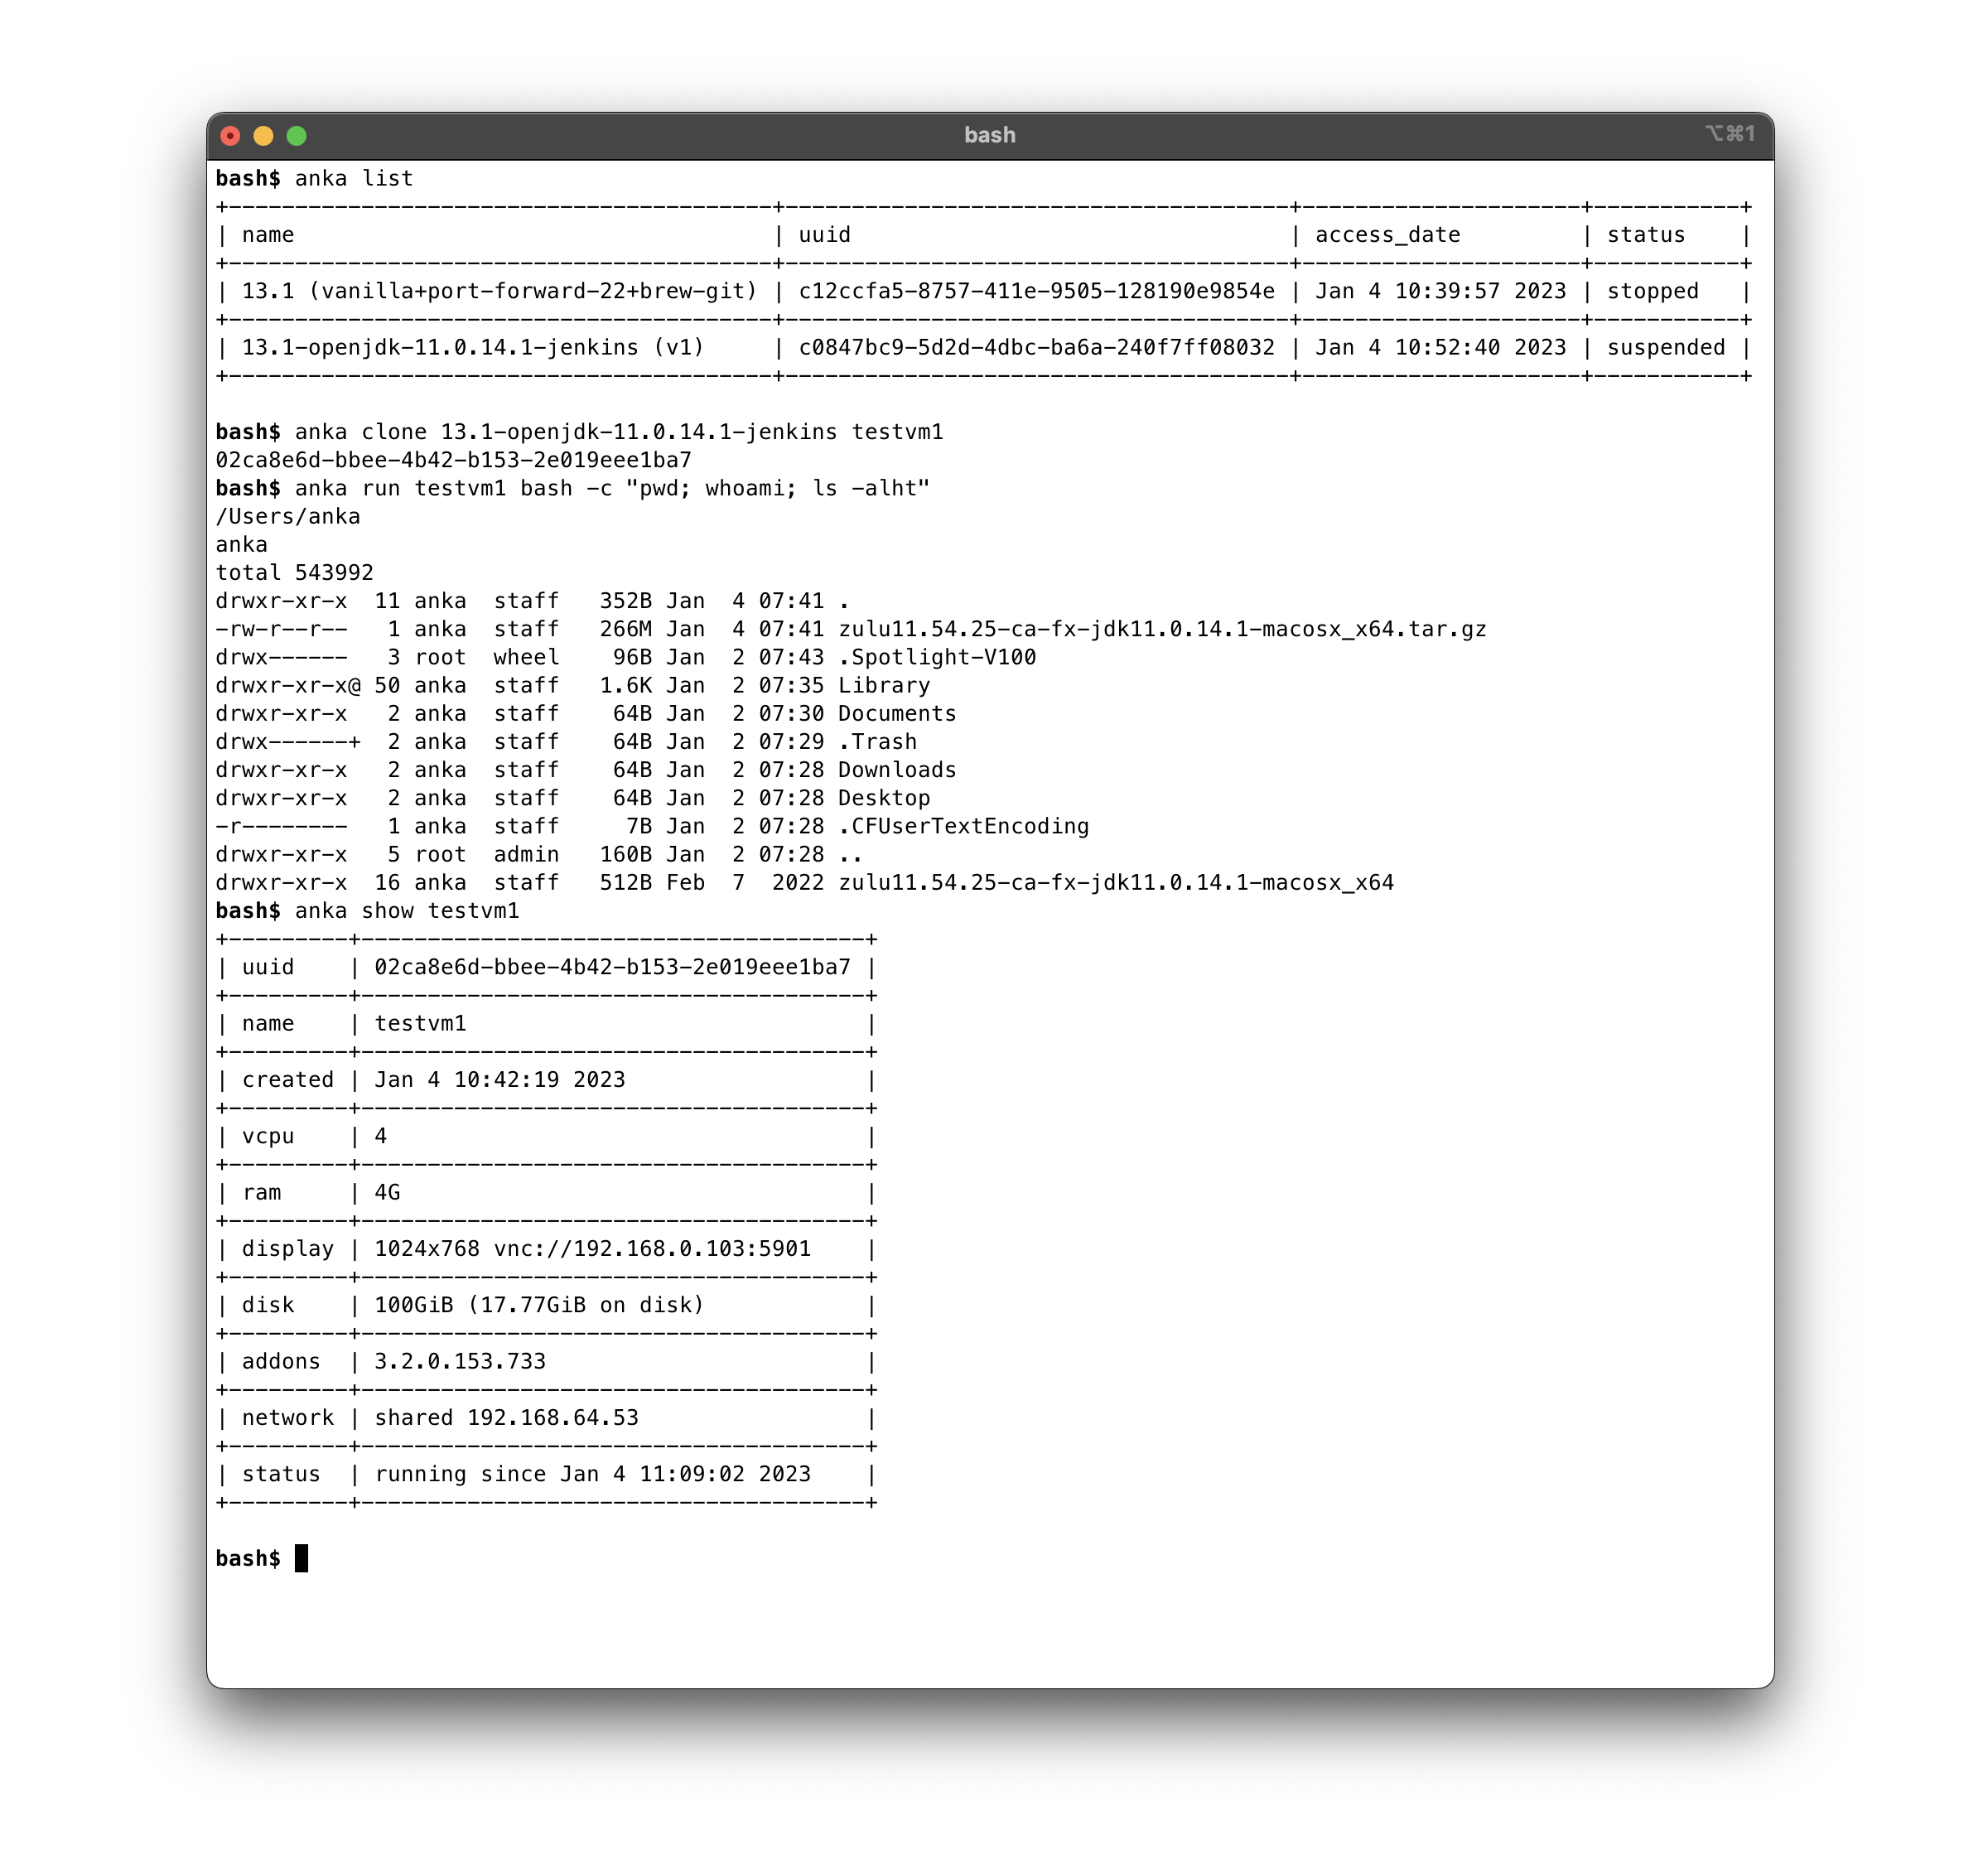 bash
⌥⌘1
bash$ anka list
+-----------------------------------------+--------------------------------------+---------------------+-----------+
| name                                    | uuid                                 | access_date         | status    |
+-----------------------------------------+--------------------------------------+---------------------+-----------+
| 13.1 (vanilla+port-forward-22+brew-git) | c12ccfa5-8757-411e-9505-128190e9854e | Jan 4 10:39:57 2023 | stopped   |
+-----------------------------------------+--------------------------------------+---------------------+-----------+
| 13.1-openjdk-11.0.14.1-jenkins (v1)     | c0847bc9-5d2d-4dbc-ba6a-240f7ff08032 | Jan 4 10:52:40 2023 | suspended |
+-----------------------------------------+--------------------------------------+---------------------+-----------+
bash$ anka clone 13.1-openjdk-11.0.14.1-jenkins testvm1
02ca8e6d-bbee-4b42-b153-2e019eee1ba7
bash$ anka run testvm1 bash -c "pwd; whoami; ls -alht"
/Users/anka
anka
total 543992
drwxr-xr-x  11 anka  staff   352B Jan  4 07:41 .
-rw-r--r--   1 anka  staff   266M Jan  4 07:41 zulu11.54.25-ca-fx-jdk11.0.14.1-macosx_x64.tar.gz
drwx------   3 root  wheel    96B Jan  2 07:43 .Spotlight-V100
drwxr-xr-x@ 50 anka  staff   1.6K Jan  2 07:35 Library
drwxr-xr-x   2 anka  staff    64B Jan  2 07:30 Documents
drwx------+  2 anka  staff    64B Jan  2 07:29 .Trash
drwxr-xr-x   2 anka  staff    64B Jan  2 07:28 Downloads
drwxr-xr-x   2 anka  staff    64B Jan  2 07:28 Desktop
-r--------   1 anka  staff     7B Jan  2 07:28 .CFUserTextEncoding
drwxr-xr-x   5 root  admin   160B Jan  2 07:28 ..
drwxr-xr-x  16 anka  staff   512B Feb  7  2022 zulu11.54.25-ca-fx-jdk11.0.14.1-macosx_x64
bash$ anka show testvm1
+---------+--------------------------------------+
| uuid    | 02ca8e6d-bbee-4b42-b153-2e019eee1ba7 |
+---------+--------------------------------------+
| name    | testvm1                              |
+---------+--------------------------------------+
| created | Jan 4 10:42:19 2023                  |
+---------+--------------------------------------+
| vcpu    | 4                                    |
+---------+--------------------------------------+
| ram     | 4G                                   |
+---------+--------------------------------------+
| display | 1024x768 vnc://192.168.0.103:5901    |
+---------+--------------------------------------+
| disk    | 100GiB (17.77GiB on disk)            |
+---------+--------------------------------------+
| addons  | 3.2.0.153.733                        |
+---------+--------------------------------------+
| network | shared 192.168.64.53                 |
+---------+--------------------------------------+
| status  | running since Jan 4 11:09:02 2023    |
+---------+--------------------------------------+
bash$